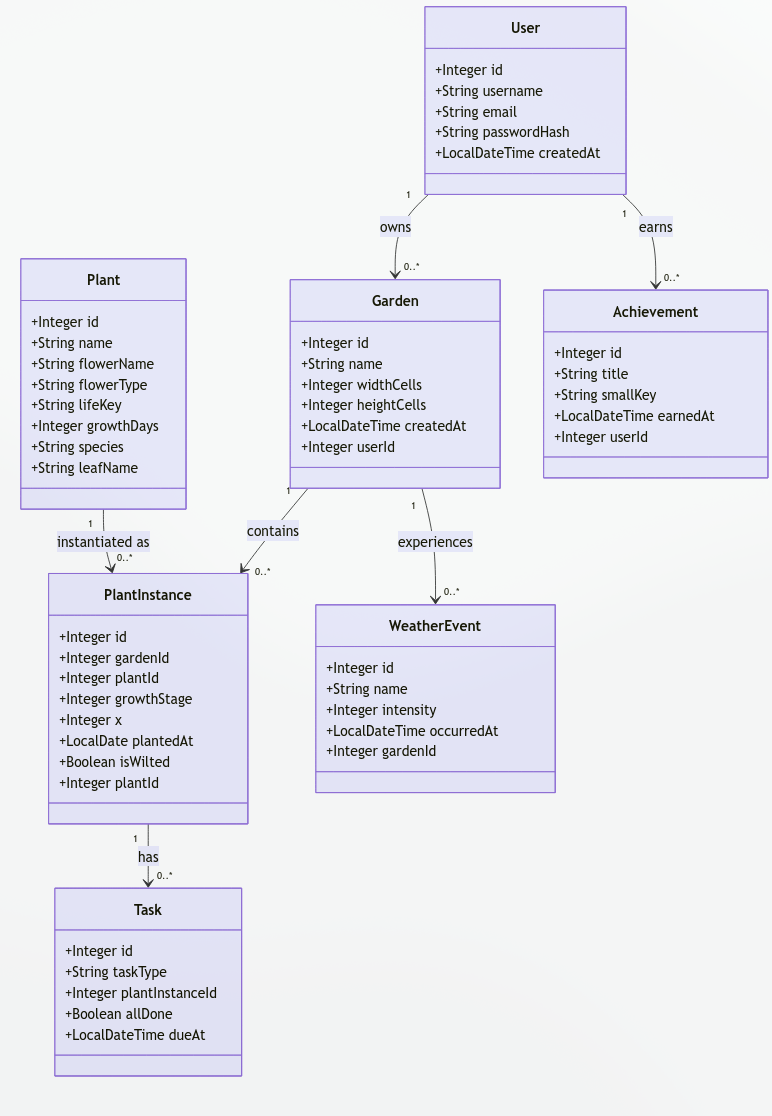 User
+Integer id
+String username
+String email
+String passwordHash
+LocalDateTime createdAt
1
owns
0..*
1
earns
0..*
Plant
+Integer id
+String name
+String flowerName
+String flowerType
+String lifeKey
+Integer growthDays
+String species
+String leafName
Garden
+Integer id
+String name
+Integer widthCells
+Integer heightCells
+LocalDateTime createdAt
+Integer userId
Achievement
+Integer id
+String title
+String smallKey
+LocalDateTime earnedAt
+Integer userId
1
instantiated as
0..*
1
contains
0..*
1
experiences
0..*
PlantInstance
+Integer id
+Integer gardenId
+Integer plantId
+Integer growthStage
+Integer x
+LocalDate plantedAt
+Boolean isWilted
+Integer plantId
WeatherEvent
+Integer id
+String name
+Integer intensity
+LocalDateTime occurredAt
+Integer gardenId
1
has
0..*
Task
+Integer id
+String taskType
+Integer plantInstanceId
+Boolean allDone
+LocalDateTime dueAt